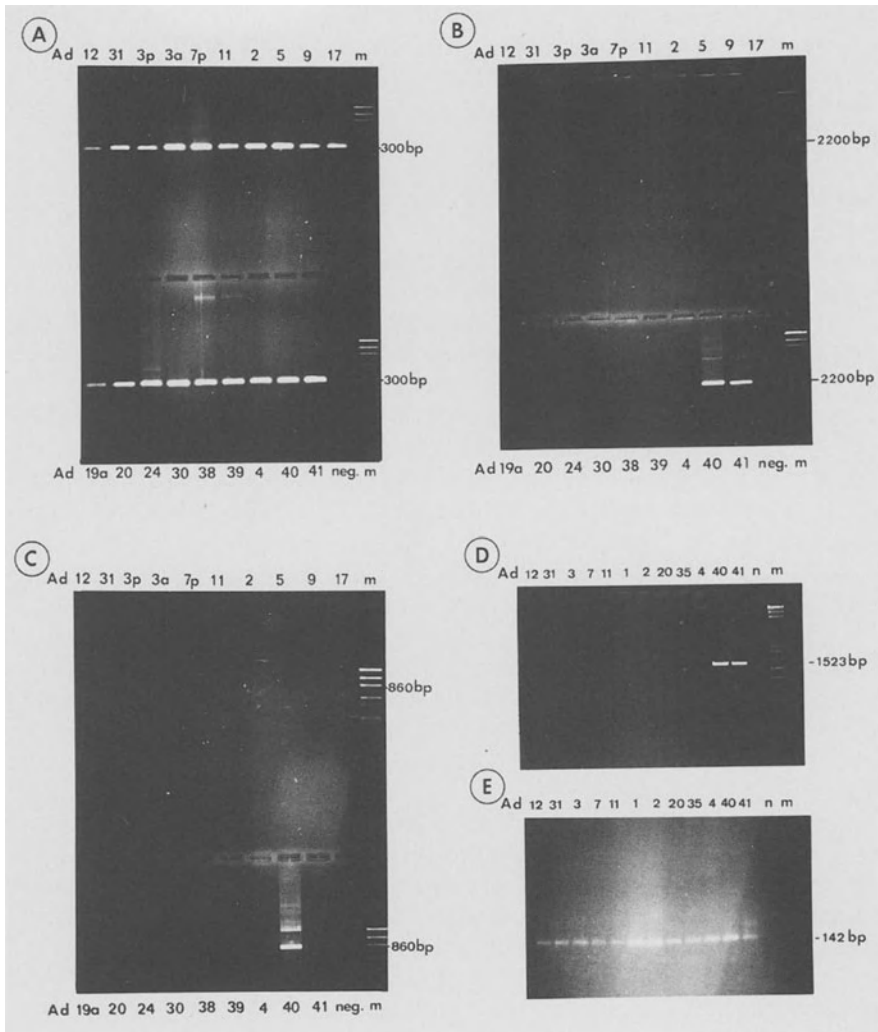 A
Ad 12 31 3p 3a 7p 11 2 5 9 17 m
300bp
300bp
Ad 19a 20 24 30 38 39 4 40 41 neg. m
B
Ad 12 31 3p 3a 7p 11 2 5 9 17 m
-2200bp
-2200bp
Ad 19a 20 24 30 38 39 4 40 41 neg. m
C
Ad 12 31 3p 3a 7p 11 2 5 9 17 m
860bp
860bp
Ad 19a 20 24 30 38 39 4 40 41 neg. m
D
Ad 12 31 3 7 11 1 2 20 35 4 40 41 n m
-1523bp
E
Ad 12 31 3 7 11 1 2 20 35 4 40 41 n m
-142bp